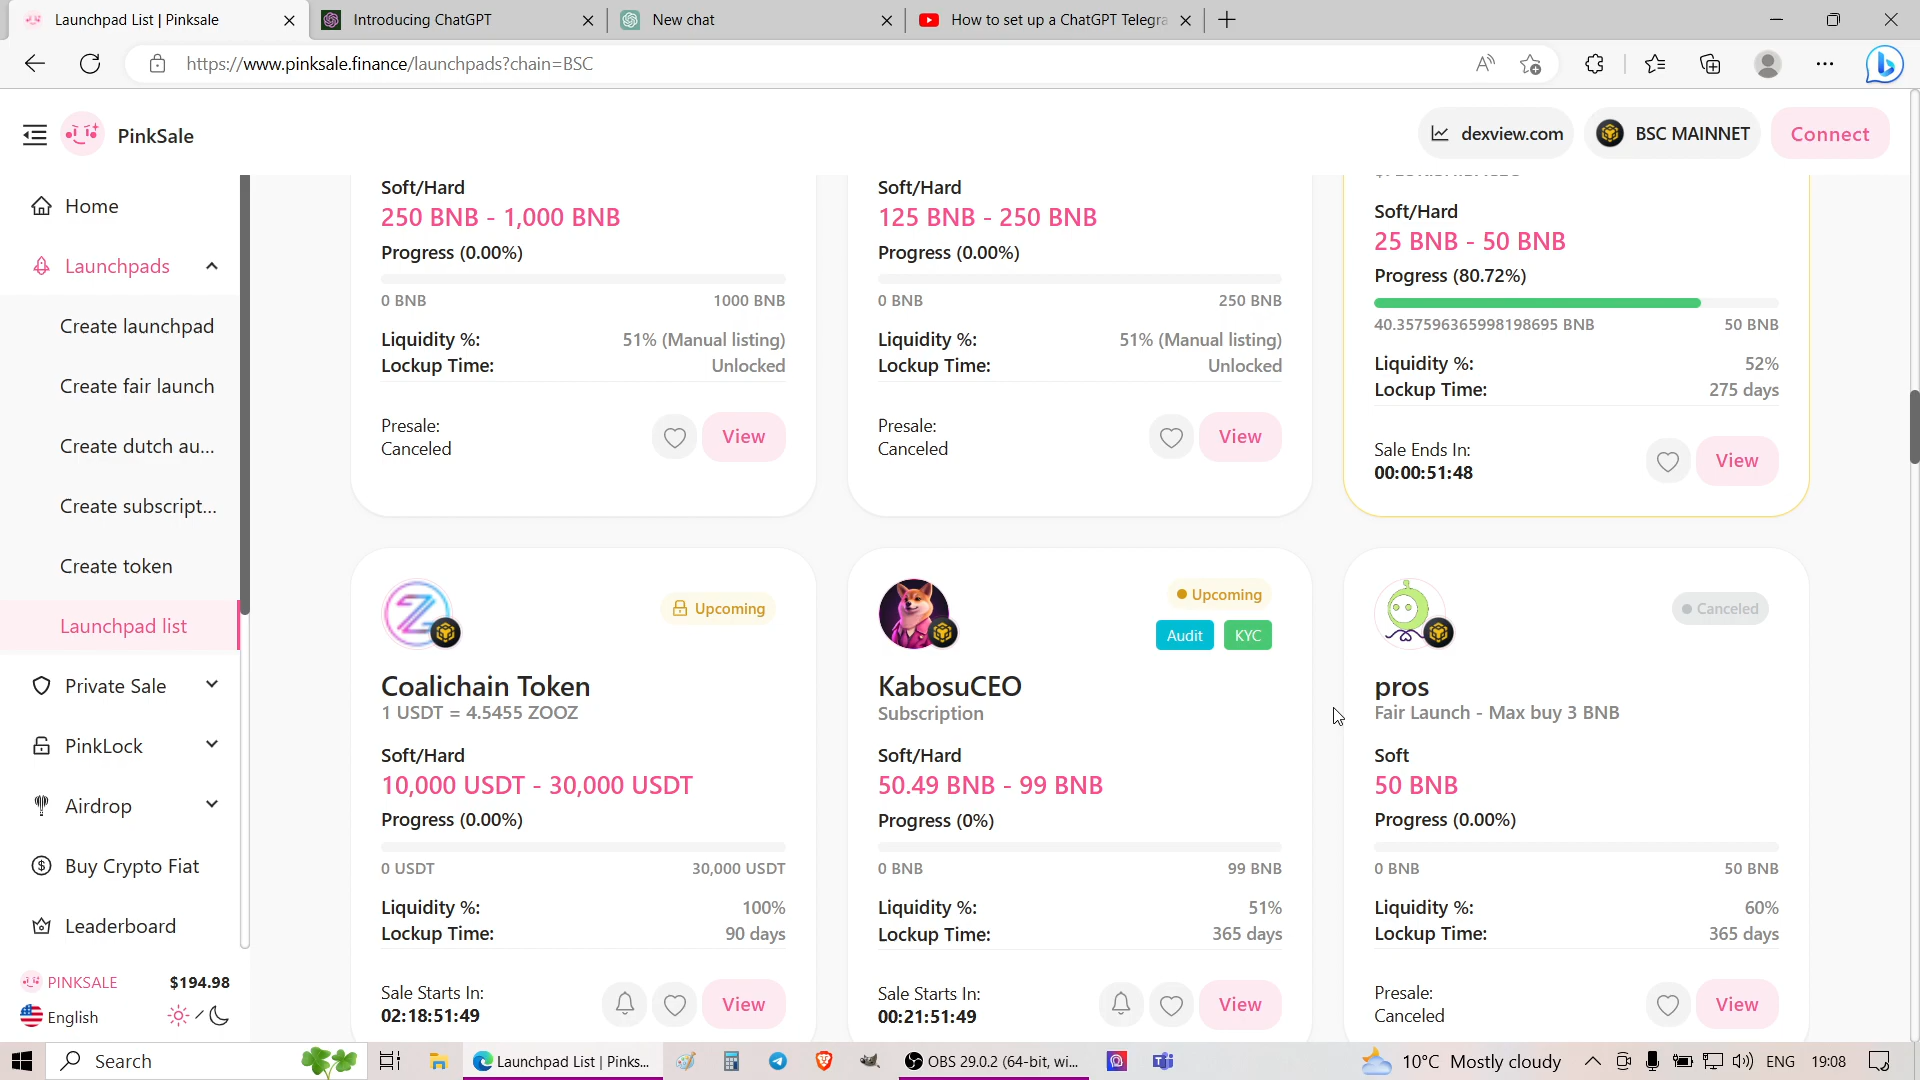 Launchpad List | Pinksale
Introducing ChatGPT
New chat
How to set up a ChatGPT Telegra
https://www.pinksale.finance/launchpads?chain=BSC
PinkSale
dexview.com
BSC MAINNET
Connect
Home
Launchpads
Create launchpad
Create fair launch
Create dutch au...
Create subscript...
Create token
Launchpad list
Private Sale
PinkLock
Airdrop
Buy Crypto Fiat
Leaderboard
PINKSALE $194.98
English
Soft/Hard
250 BNB - 1,000 BNB
Progress (0.00%)
0 BNB 1000 BNB
Liquidity %: 51% (Manual listing)
Lockup Time: Unlocked
Presale:
Canceled
View
Soft/Hard
125 BNB - 250 BNB
Progress (0.00%)
0 BNB 250 BNB
Liquidity %: 51% (Manual listing)
Lockup Time: Unlocked
Presale:
Canceled
View
Soft/Hard
25 BNB - 50 BNB
Progress (80.72%)
40.357596365998198695 BNB 50 BNB
Liquidity %: 52%
Lockup Time: 275 days
Sale Ends In:
00:00:51:48
View
Upcoming
Coalichain Token
1 USDT = 4.5455 ZOOZ
Soft/Hard
10,000 USDT - 30,000 USDT
Progress (0.00%)
0 USDT 30,000 USDT
Liquidity %: 100%
Lockup Time: 90 days
Sale Starts In:
02:18:51:49
View
Upcoming
Audit KYC
KabosuCEO
Subscription
Soft/Hard
50.49 BNB - 99 BNB
Progress (0%)
0 BNB 99 BNB
Liquidity %: 51%
Lockup Time: 365 days
Sale Starts In:
00:21:51:49
View
Canceled
pros
Fair Launch - Max buy 3 BNB
Soft
50 BNB
Progress (0.00%)
0 BNB 50 BNB
Liquidity %: 60%
Lockup Time: 365 days
Presale:
Canceled
View
Search
Launchpad List | Pinks...
OBS 29.0.2 (64-bit, wi...
10°C Mostly cloudy
ENG
19:08